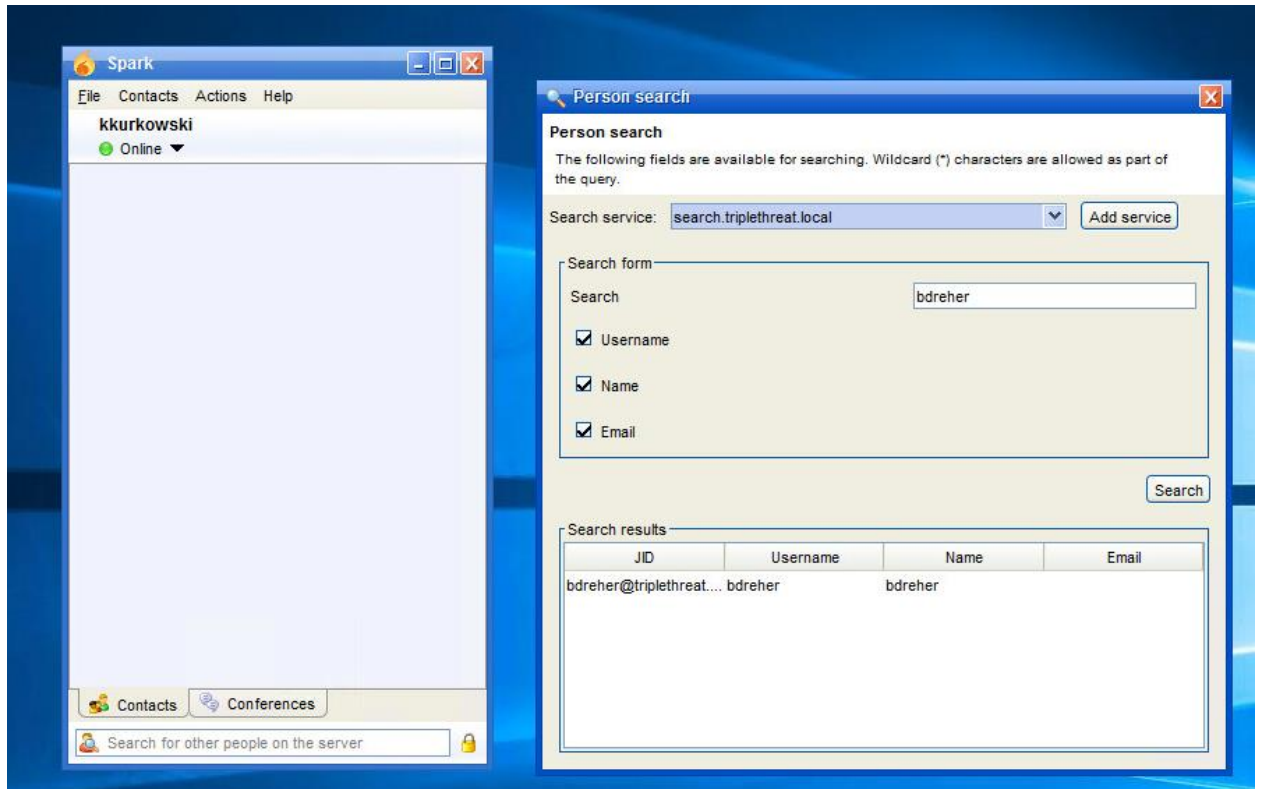 Spark
File Contacts Actions Help
kkurkowski
Online
Contacts Conferences
Search for other people on the server
Person search
Person search
The following fields are available for searching. Wildcard (*) characters are allowed as part of
the query.
Search service: search.triplethreat.local Add service
Search form
Search bdreher
Username
Name
Email
Search
Search results
JID Username Name Email
bdreher@triplethreat.... bdreher bdreher